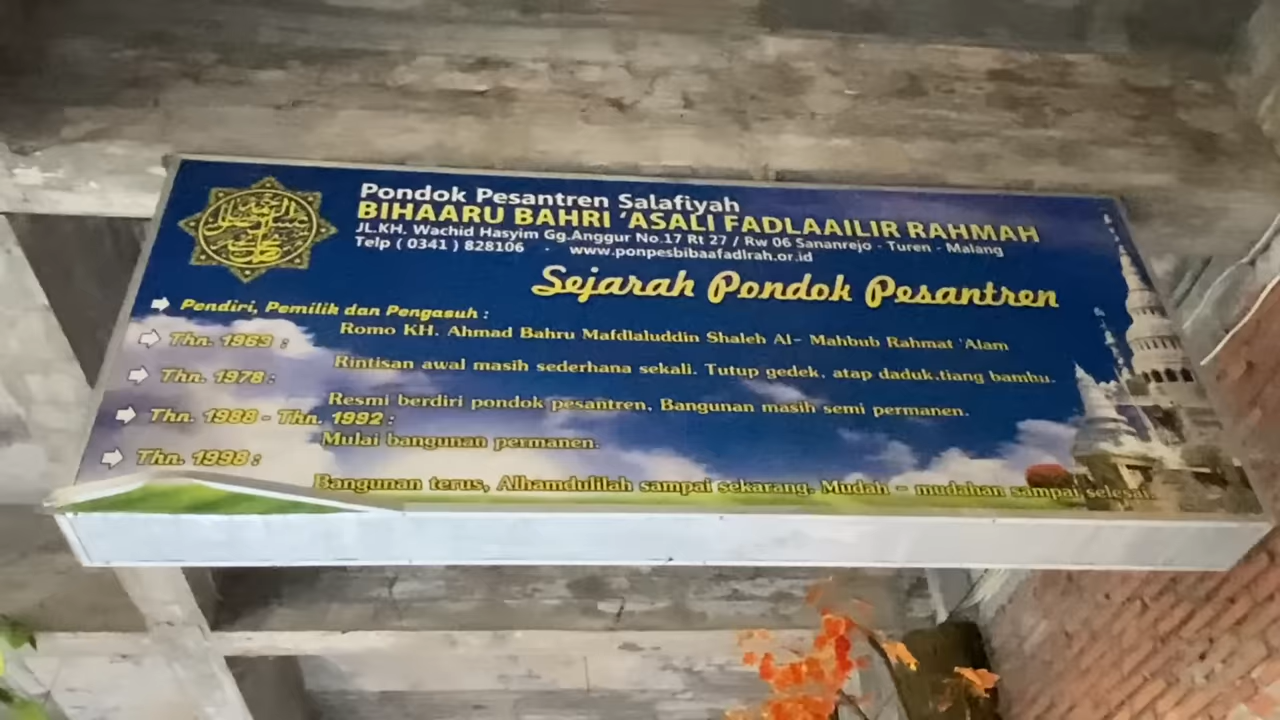 Pondok Pesantren Salafiyah
BIHAARU BAHRI 'ASALI FADLAAILIR RAHMAH
JL.KH. Wachid Hasyim Gg.Anggur No.17 Rt 27 / Rw 06 Sananrejo - Turen - Malang
Telp ( 0341 ) 828106 www.ponpesbibaafadlrah.or.id
Sejarah Pondok Pesantren
Pendiri, Pemilik dan Pengasuh :
Romo KH. Ahmad Bahru Mafdlaluddin Shaleh Al- Mahbub Rahmat 'Alam
Thn. 1963 :
Rintisan awal masih sederhana sekali. Tutup gedek, atap daduk.tiang bambu.
Thn. 1978 :
Resmi berdiri pondok pesantren, Bangunan masih semi permanen.
Thn. 1988 - Thn. 1992 :
Mulai bangunan permanen.
Thn. 1998 :
Bangunan terus, Alhamdulilah sampai sekarang, Mudah - mudahan sampai selesai.